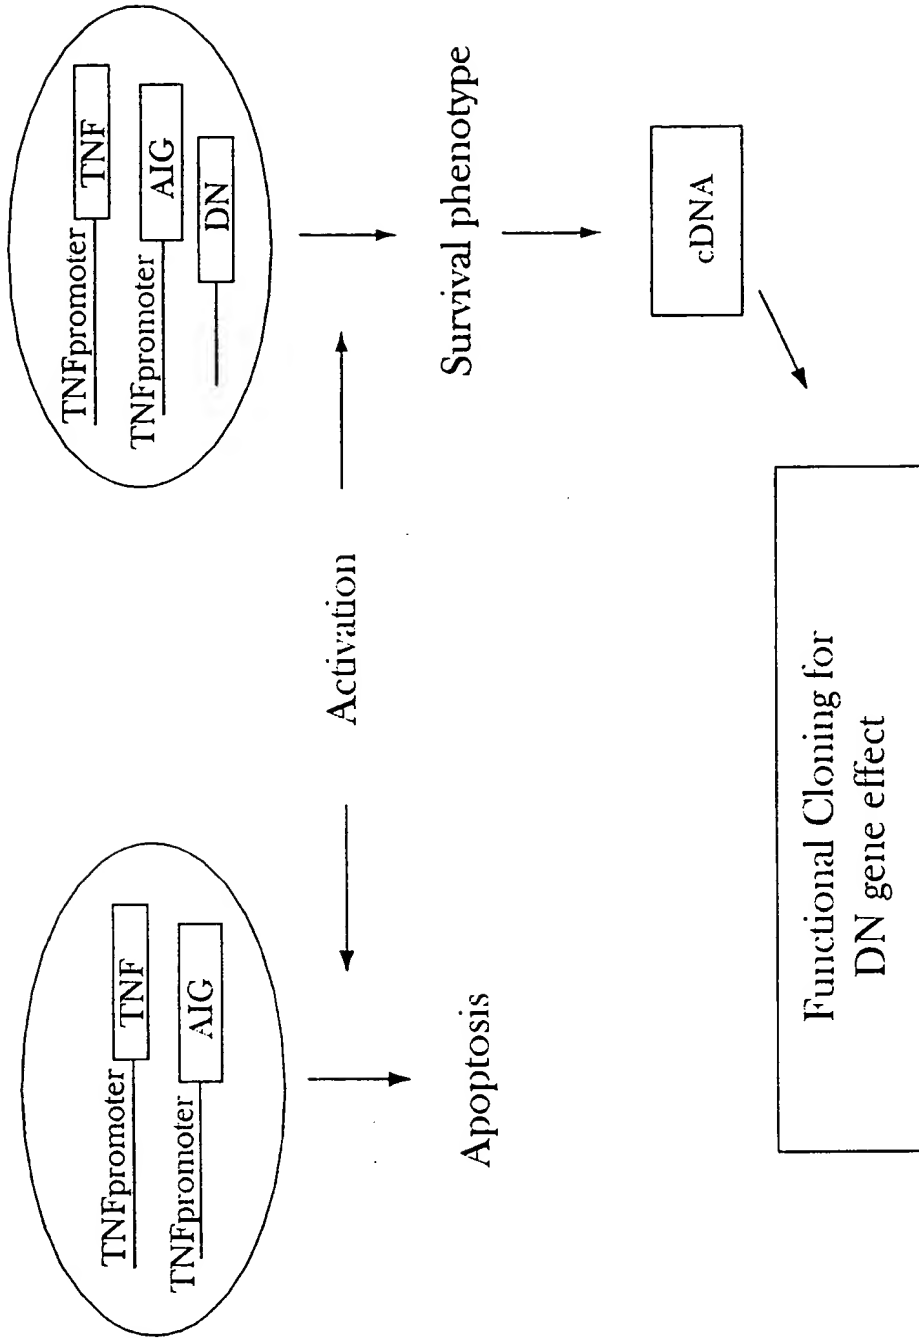 TNFpromoter
TNF
TNFpromoter
AIG
TNFpromoter
TNF
TNFpromoter
AIG
DN
Activation
Apoptosis
Survival phenotype
cDNA
Functional Cloning for
DN gene effect